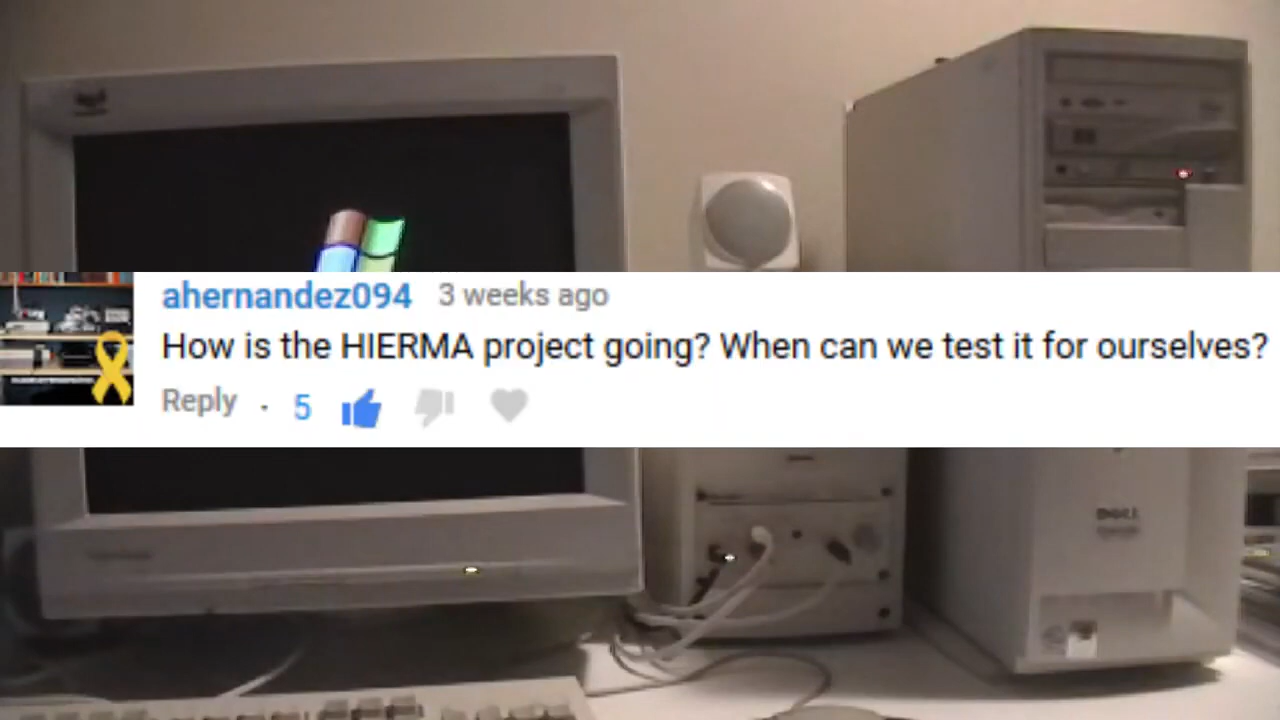 ahernandez094 3 weeks ago
How is the HIERMA project going? When can we test it for ourselves?
Reply · 5
DELL